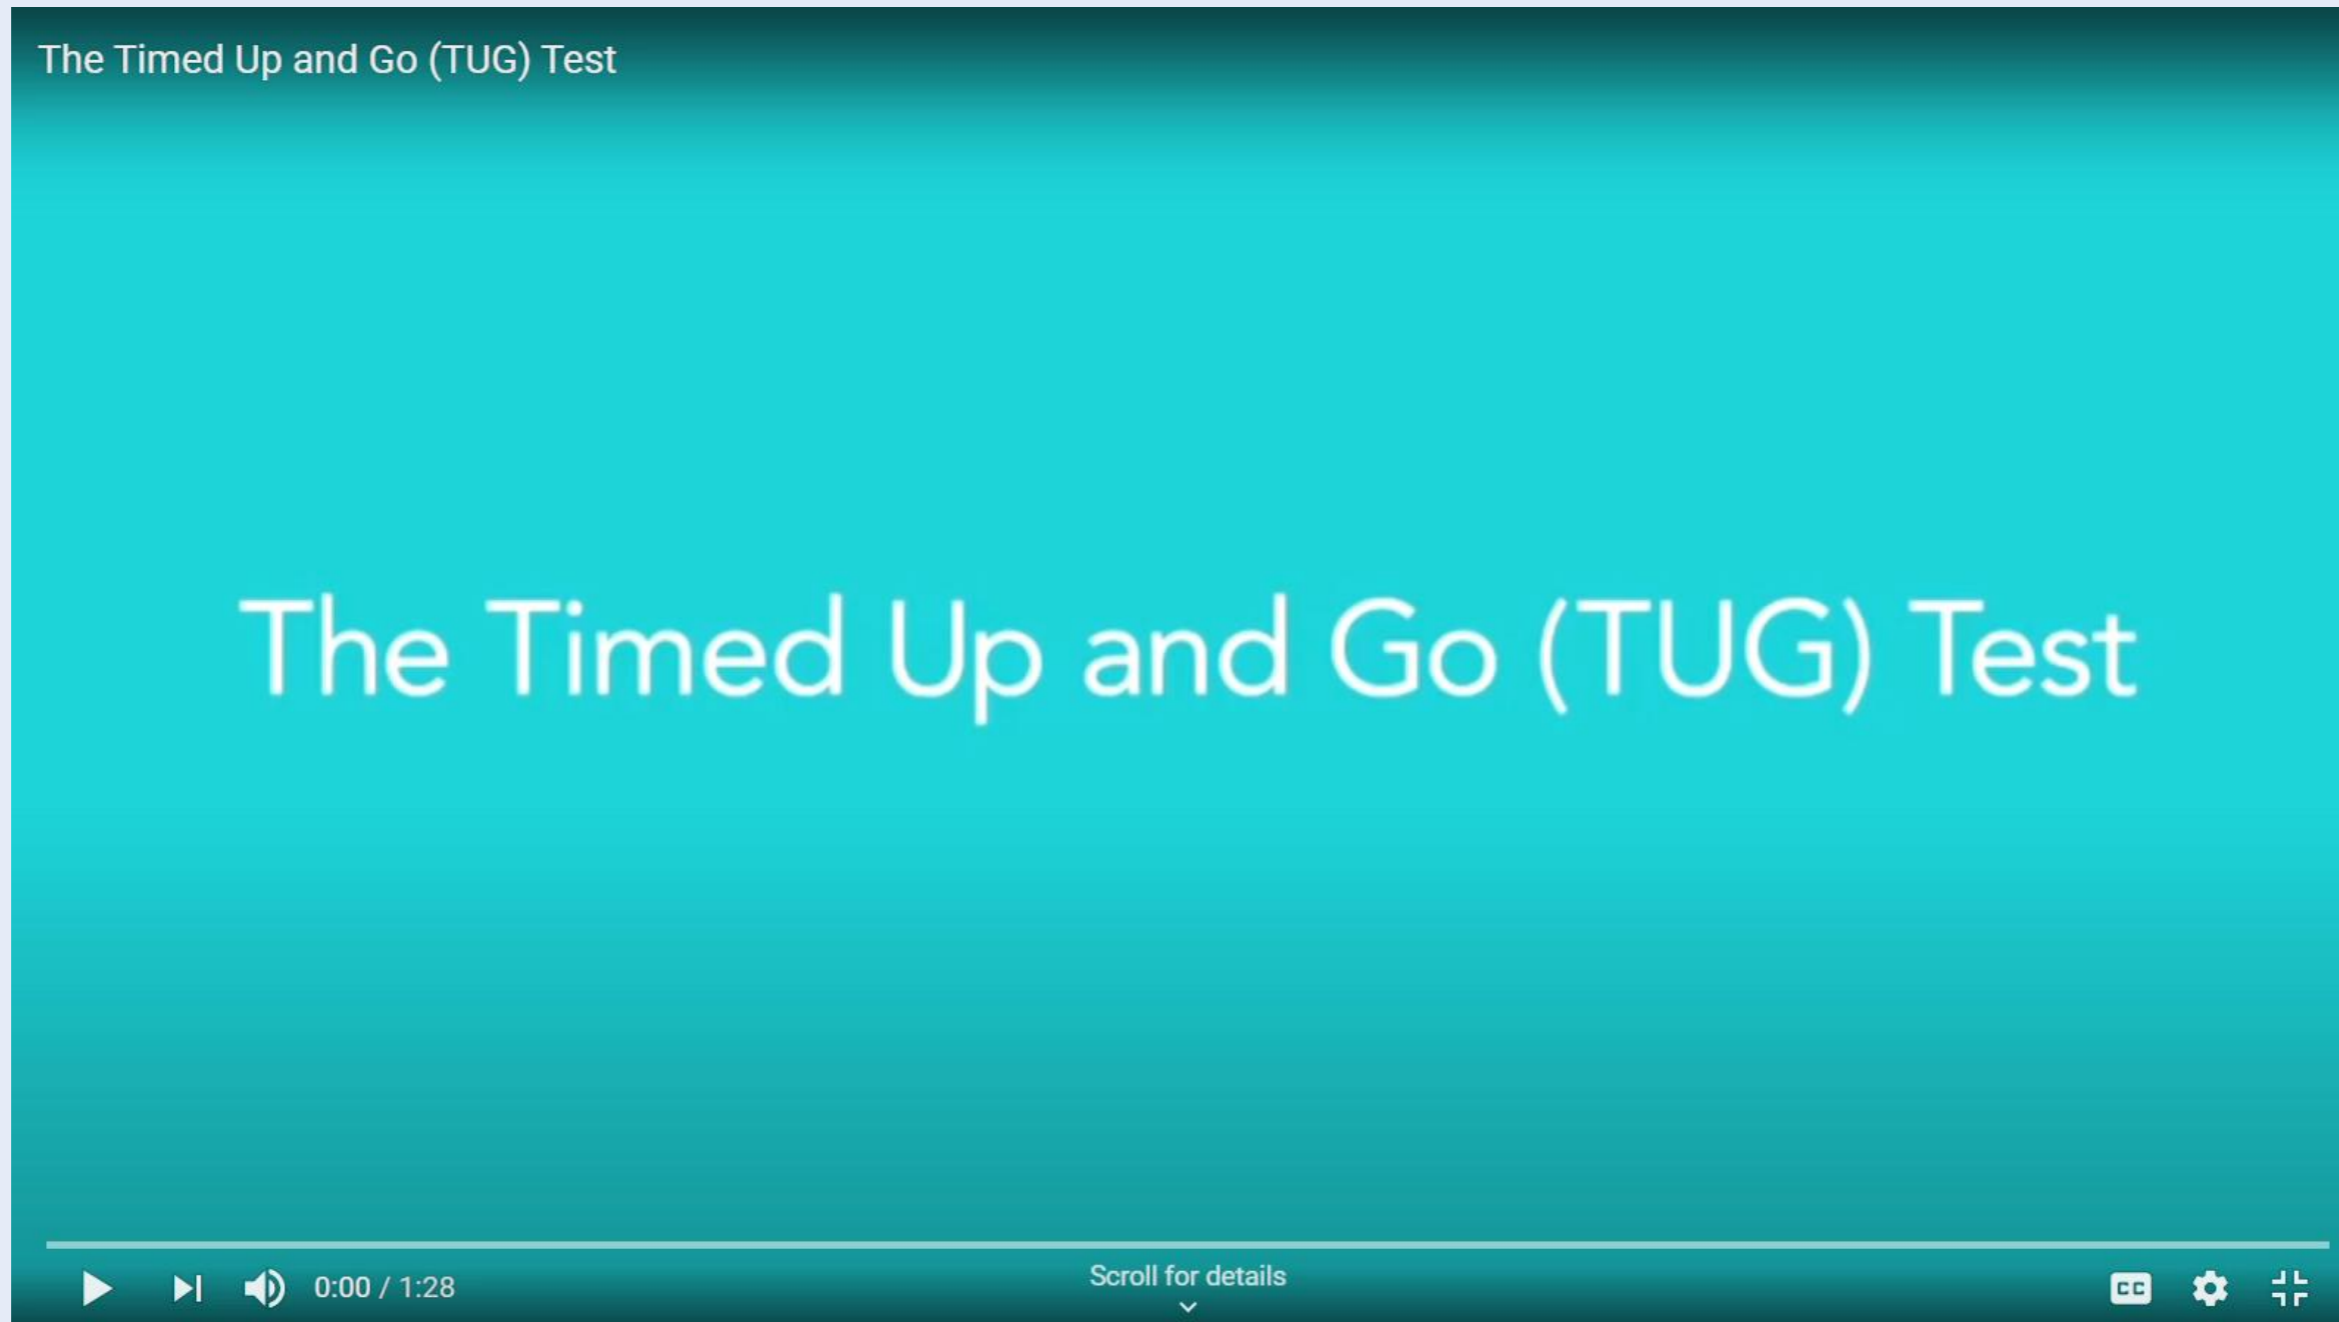 The Timed Up and Go (TUG) Test
The Timed Up and Go (TUG) Test
0:00 / 1:28
Scroll for details
CC